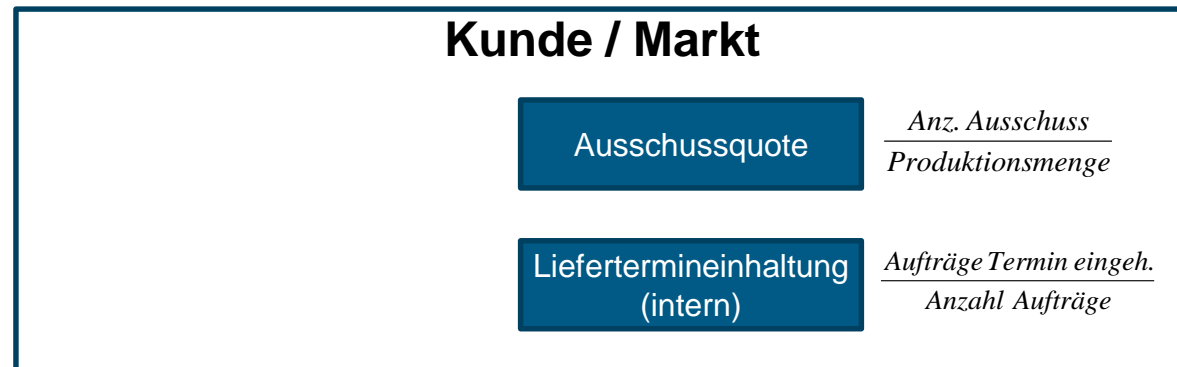 Kunde / Markt
Ausschussquote
Anz. Ausschuss
Produktionsmenge
Liefertermineinhaltung
(intern)
Aufträge Termin eingeh.
Anzahl Aufträge